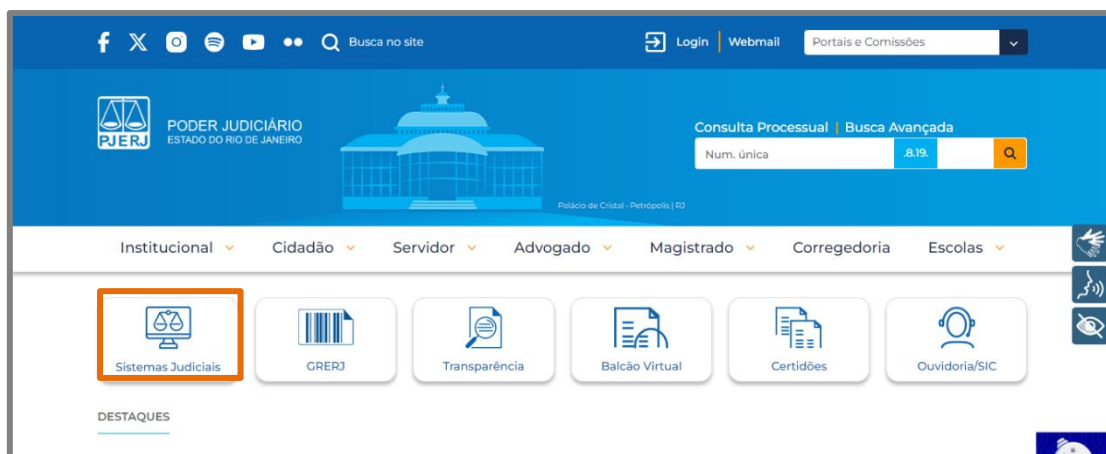 Busca no site
Login | Webmail
Portais e Comissões
PJERJ
PODER JUDICIÁRIO
ESTADO DO RIO DE JANEIRO
Consulta Processual | Busca Avançada
Num. única
.8.19.
Palácio de Cristal - Petrópolis | RJ
Institucional
Cidadão
Servidor
Advogado
Magistrado
Corregedoria
Escolas
Sistemas Judiciais
GRERJ
Transparência
Balcão Virtual
Certidões
Ouvidoria/SIC
DESTAQUES